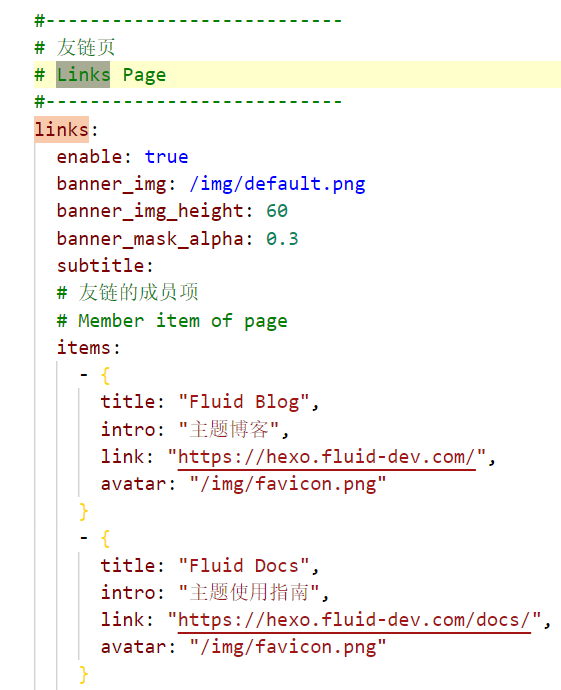 #---------------------------
# 友链页
# Links Page
#---------------------------
links:
  enable: true
  banner_img: /img/default.png
  banner_img_height: 60
  banner_mask_alpha: 0.3
  subtitle:
  # 友链的成员项
  # Member item of page
  items:
    - {
      title: "Fluid Blog",
      intro: "主题博客",
      link: "https://hexo.fluid-dev.com/",
      avatar: "/img/favicon.png"
    }
    - {
      title: "Fluid Docs",
      intro: "主题使用指南",
      link: "https://hexo.fluid-dev.com/docs/",
      avatar: "/img/favicon.png"
    }